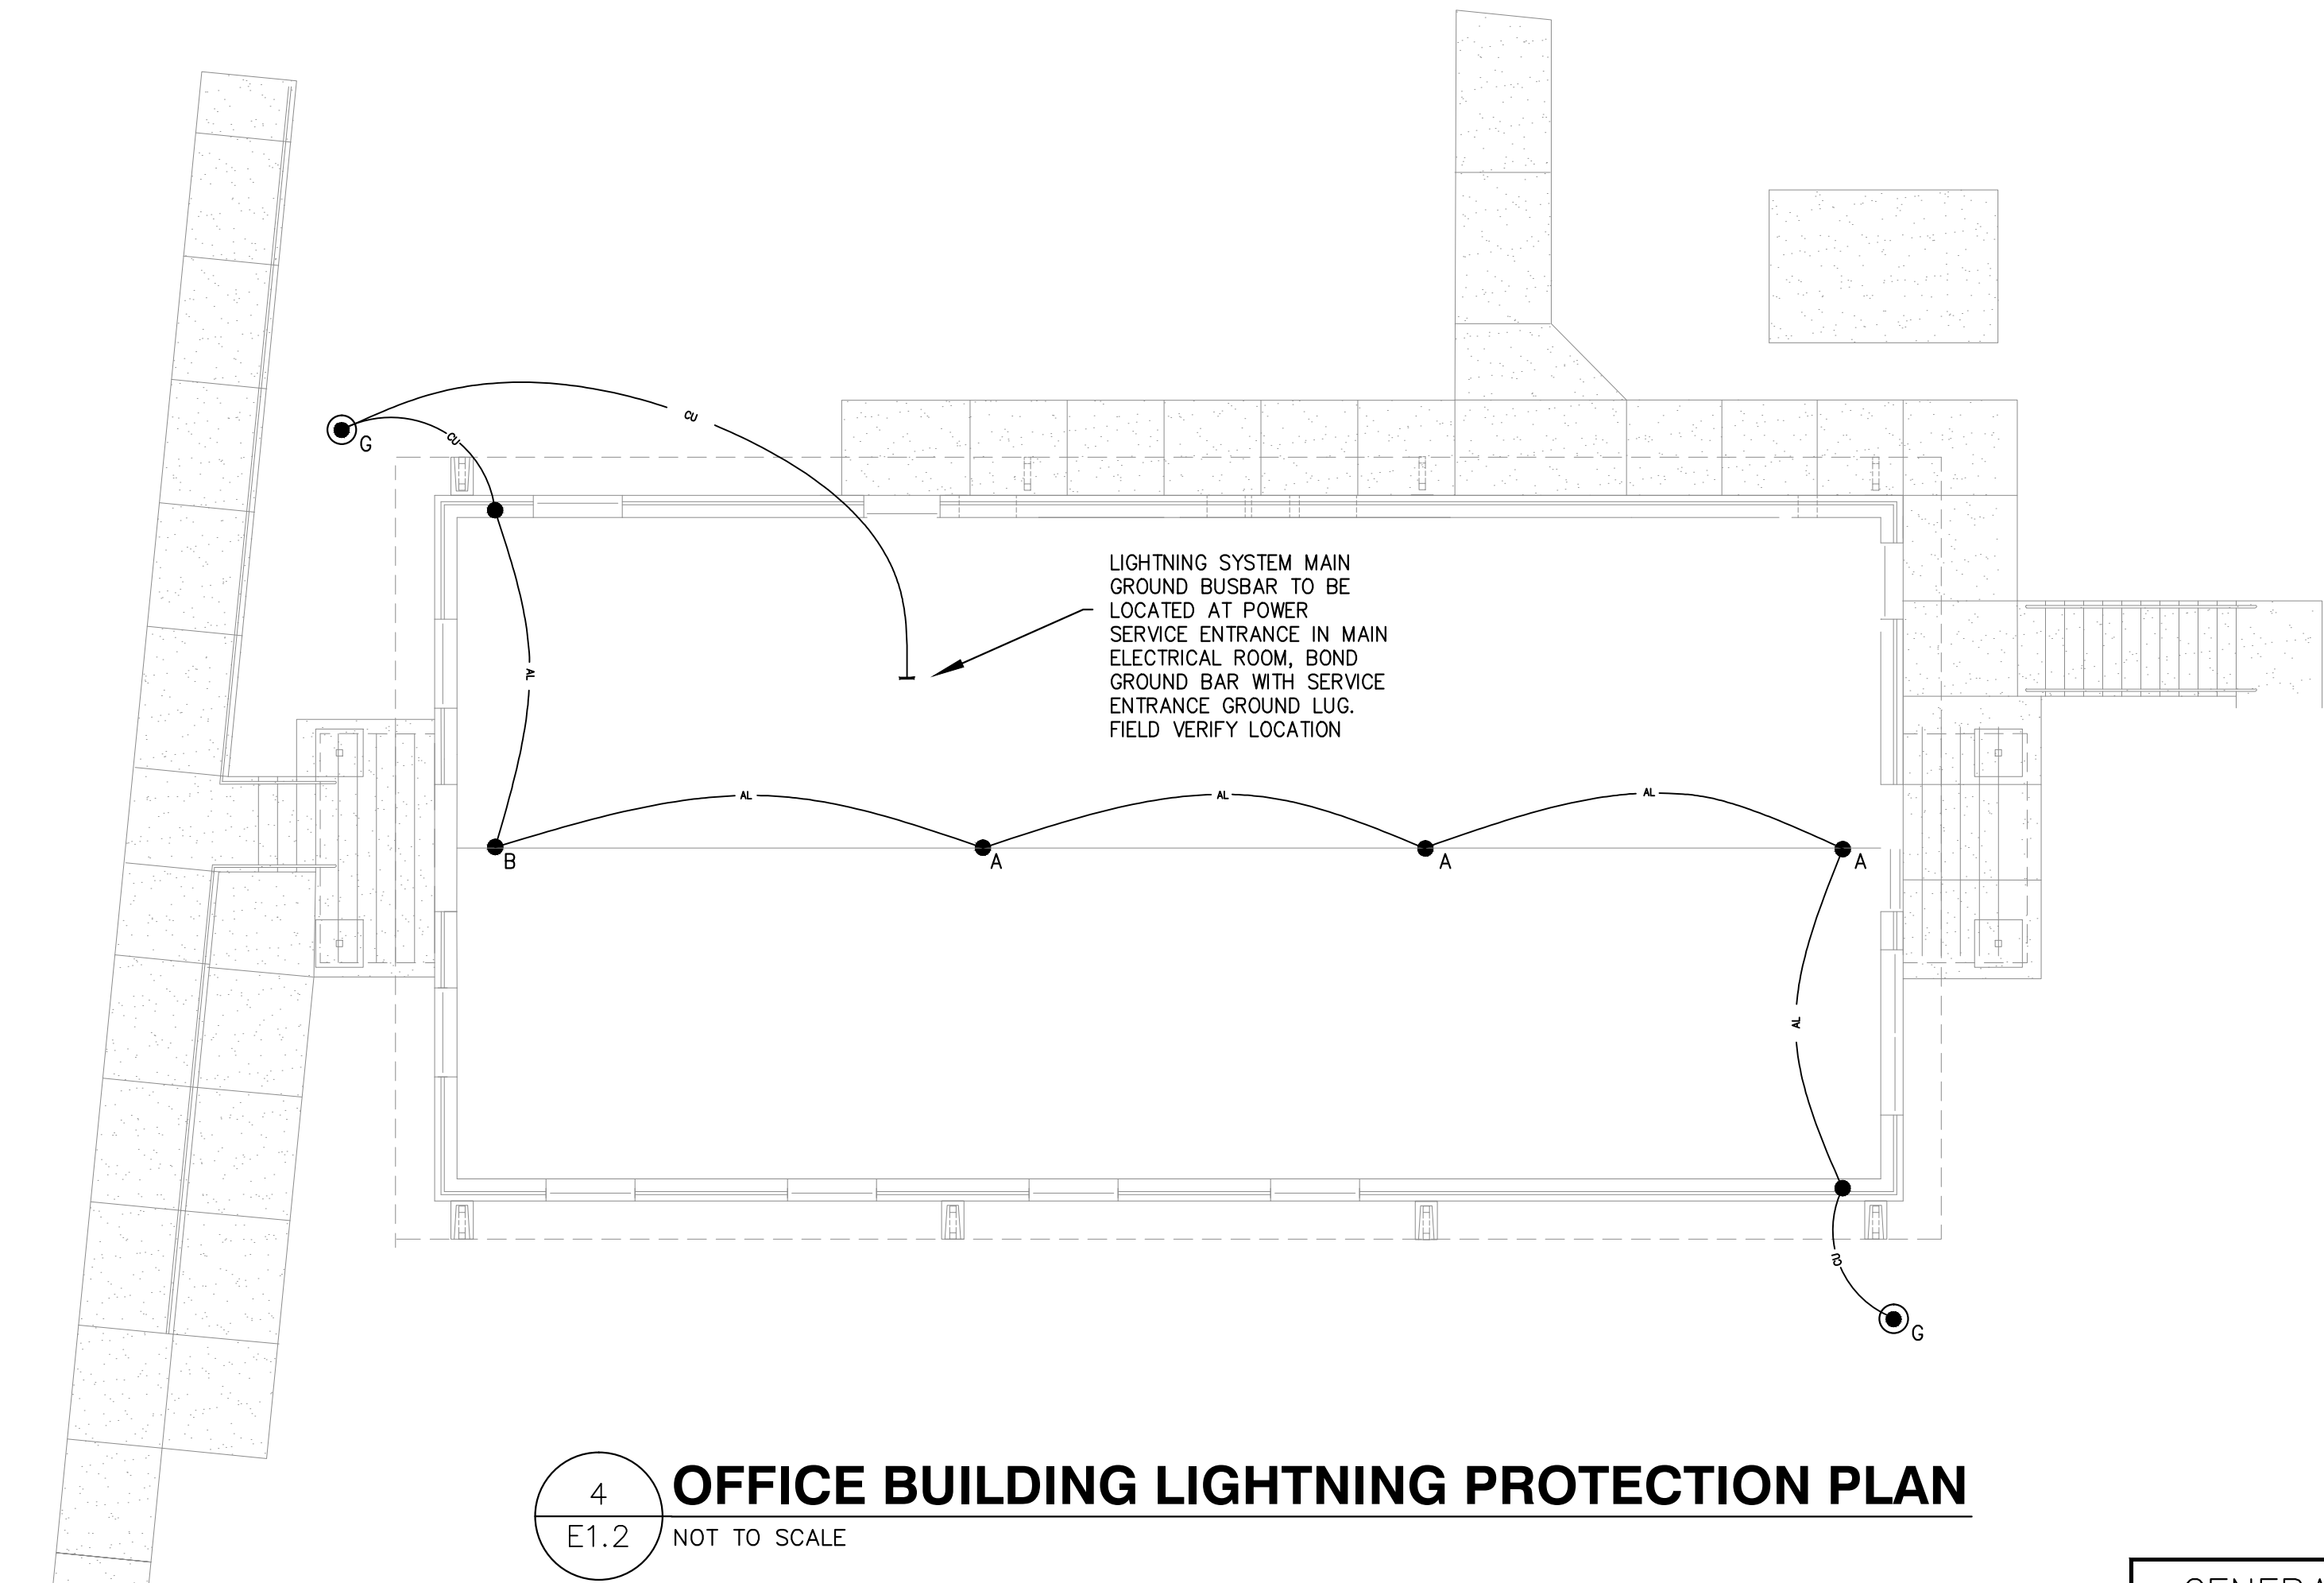 CU
CU
G
LIGHTNING SYSTEM MAIN
GROUND BUSBAR TO BE
LOCATED AT POWER
SERVICE ENTRANCE IN MAIN
ELECTRICAL ROOM, BOND
GROUND BAR WITH SERVICE
ENTRANCE GROUND LUG.
FIELD VERIFY LOCATION
AL
AL
AL
AL
B
A
A
A
AL
CU
G
4
E1.2
OFFICE BUILDING LIGHTNING PROTECTION PLAN
NOT TO SCALE